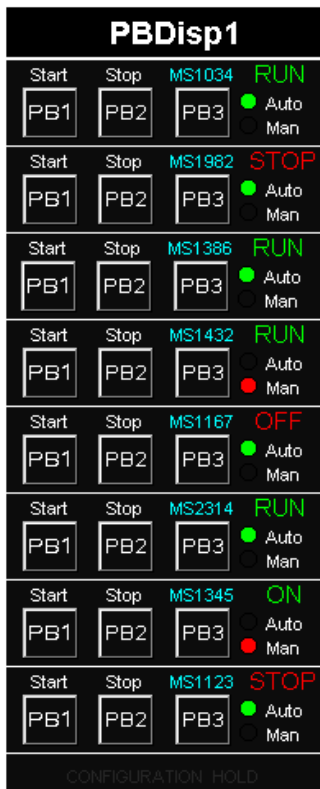 PBDisp1
Start Stop MS1034 RUN
PB1 PB2 PB3 Auto
Man
Start Stop MS1982 STOP
PB1 PB2 PB3 Auto
Man
Start Stop MS1386 RUN
PB1 PB2 PB3 Auto
Man
Start Stop MS1432 RUN
PB1 PB2 PB3 Auto
Man
Start Stop MS1167 OFF
PB1 PB2 PB3 Auto
Man
Start Stop MS2314 RUN
PB1 PB2 PB3 Auto
Man
Start Stop MS1345 ON
PB1 PB2 PB3 Auto
Man
Start Stop MS1123 STOP
PB1 PB2 PB3 Auto
Man
CONFIGURATION HOLD